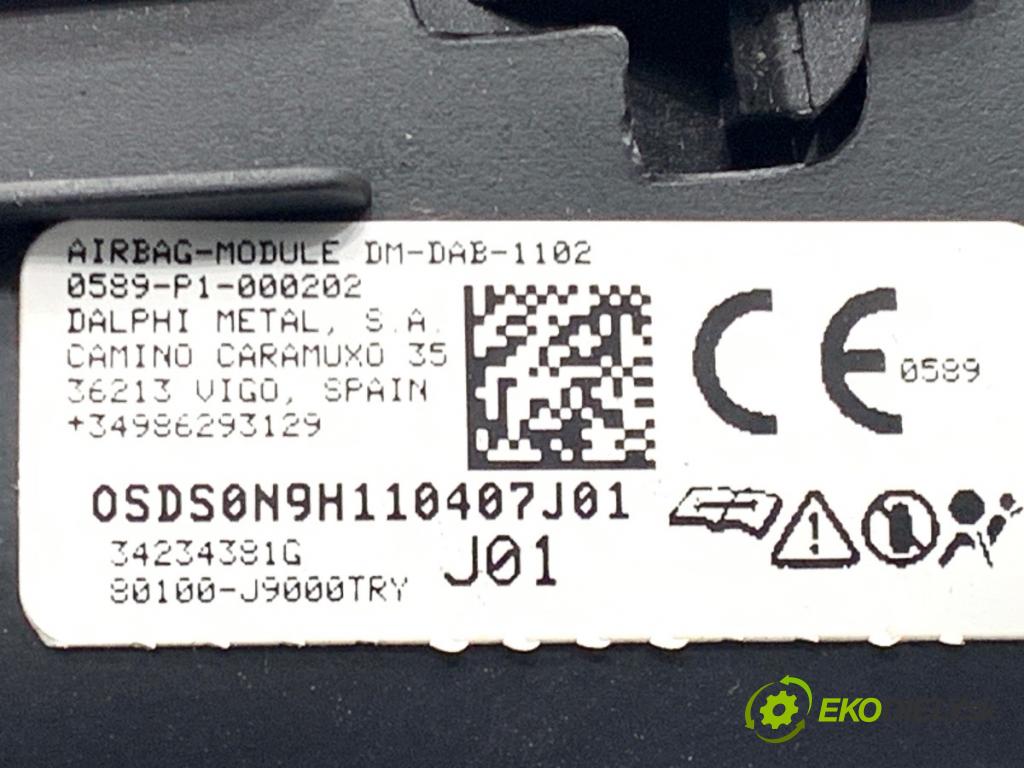 AIRBAG-MODULE DM-DAB-1102
0589-P1-000202
DALPHI METAL, S.A.
CAMINO CARAMUXO 35
36213 VIGO, SPAIN
+34986293129
CE 0589
OSDS0N9H110407J01
34234381G
J01
80100-J9000TRY
EKO